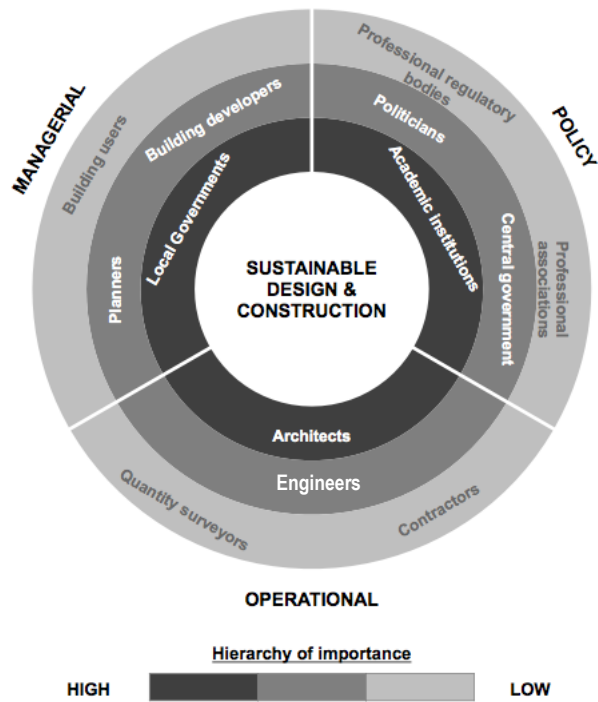 MANAGERIAL
Building users
Building developers
Planners
Local Governments
Professional regulatory
bodies
POLICY
Politicians
Academic institutions
Central government
Professional
associations
SUSTAINABLE
DESIGN &
CONSTRUCTION
Architects
Engineers
Quantity surveyors
Contractors
OPERATIONAL
Hierarchy of importance
HIGH
LOW